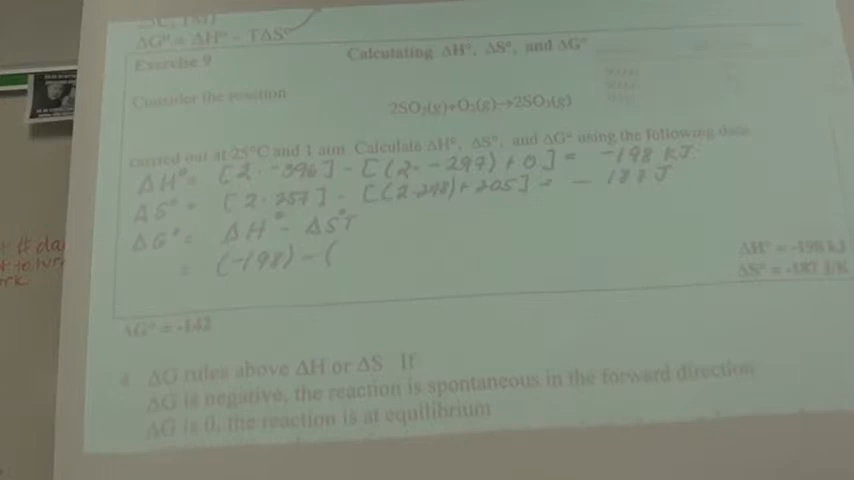 ΔG° = ΔH° - TΔS°
Exercise 9 Calculating ΔH°, ΔS°, and ΔG°
Consider the reaction
2SO₂(g)+O₂(g)→2SO₃(g)
carried out at 25°C and 1 atm. Calculate ΔH°, ΔS°, and ΔG° using the following data
ΔH° = [2 · -396] - [(2 · -297) + 0] = -198 kJ
ΔS° = [2 · 257] - [(2·248) + 205] = - 187 J
ΔG° = ΔH° - ΔS°T
= (-198) - (
ΔH° = -198 kJ
ΔS° = -187 J/K
ΔG° = -142
ΔG rules above ΔH or ΔS If
ΔG is negative, the reaction is spontaneous in the forward direction
ΔG is 0, the reaction is at equilibrium